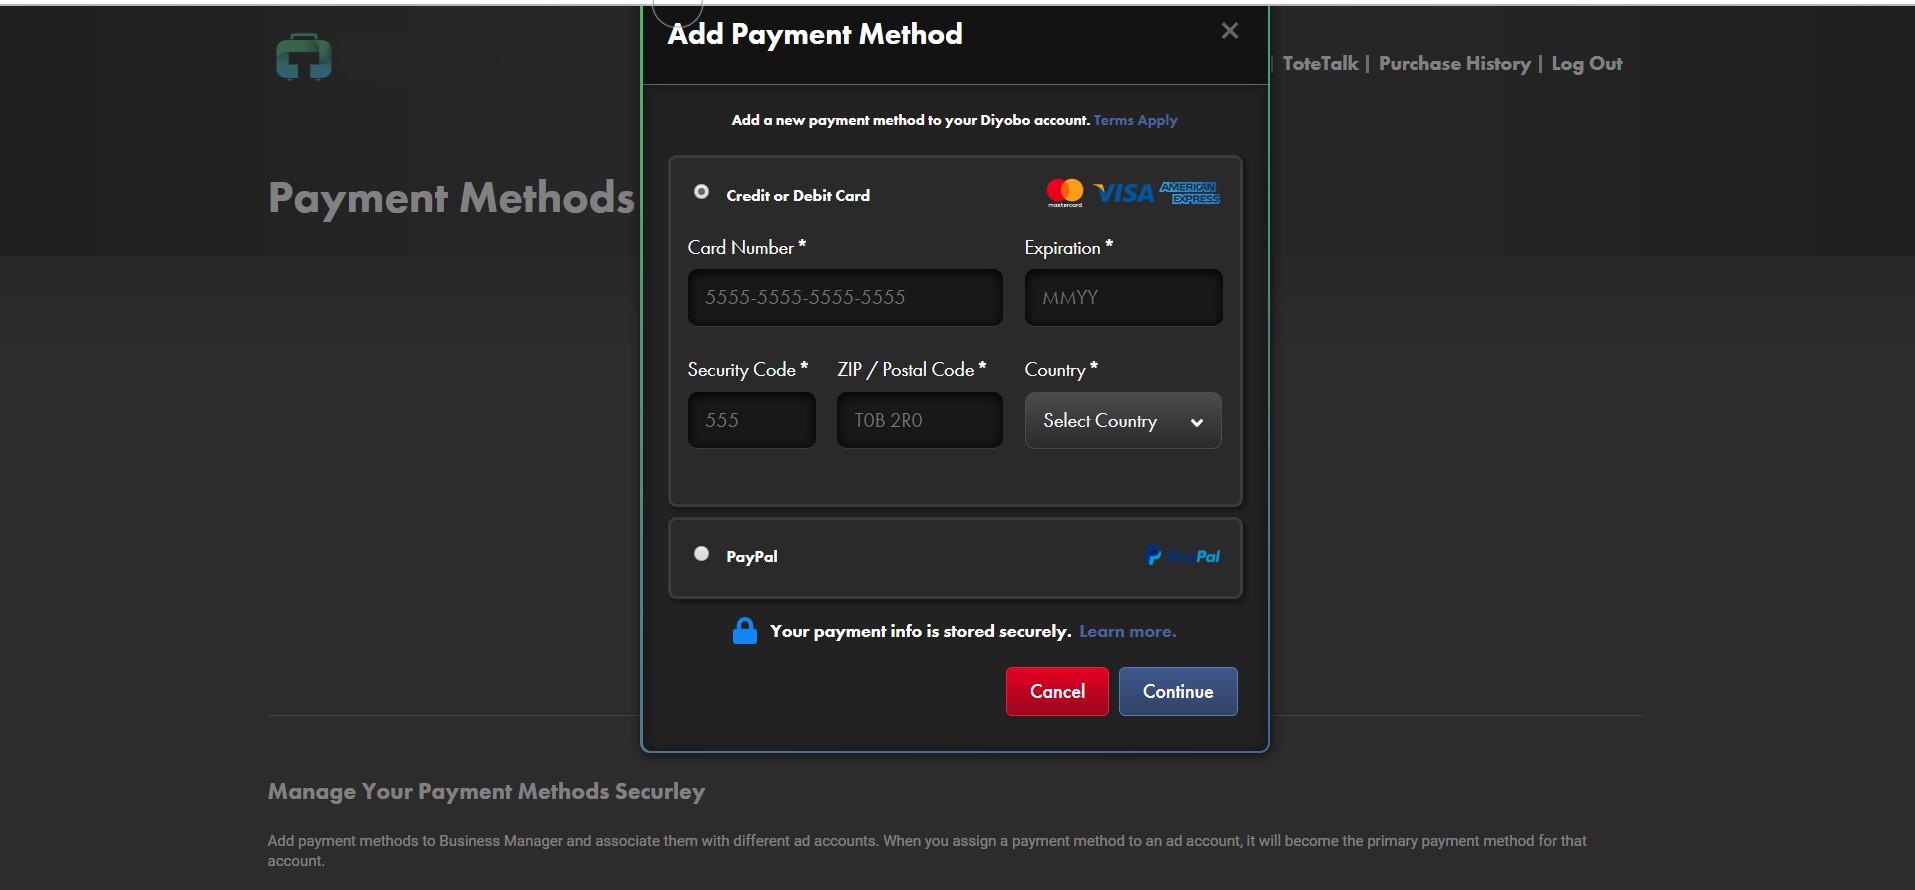 Add Payment Method
ToteTalk | Purchase History | Log Out
Payment Methods
Add a new payment method to your Diyobo account. Terms Apply
Credit or Debit Card
mastercard.
VISA
AMERICAN
EXPRESS
Card Number *
Expiration *
5555-5555-5555-5555
MMYY
Security Code *
ZIP / Postal Code *
Country *
555
T0B 2R0
Select Country
PayPal
PayPal
Your payment info is stored securely. Learn more.
Cancel
Continue
Manage Your Payment Methods Securley
Add payment methods to Business Manager and associate them with different ad accounts. When you assign a payment method to an ad account, it will become the primary payment method for that
account.